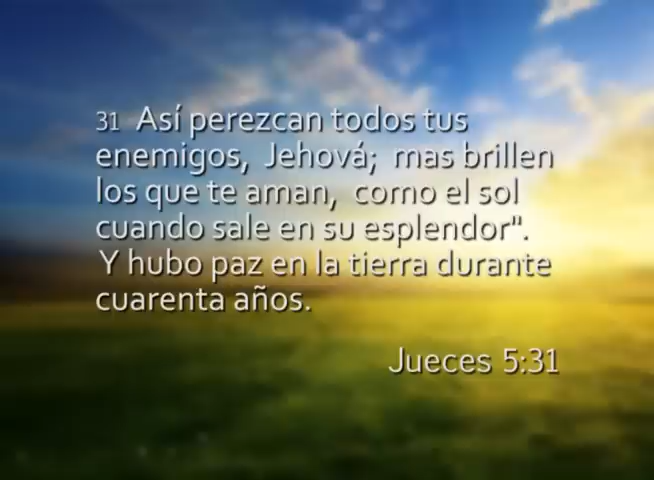 31 Así perezcan todos tus
enemigos, Jehová; mas brillen
los que te aman, como el sol
cuando sale en su esplendor".
Y hubo paz en la tierra durante
cuarenta años.
Jueces 5:31